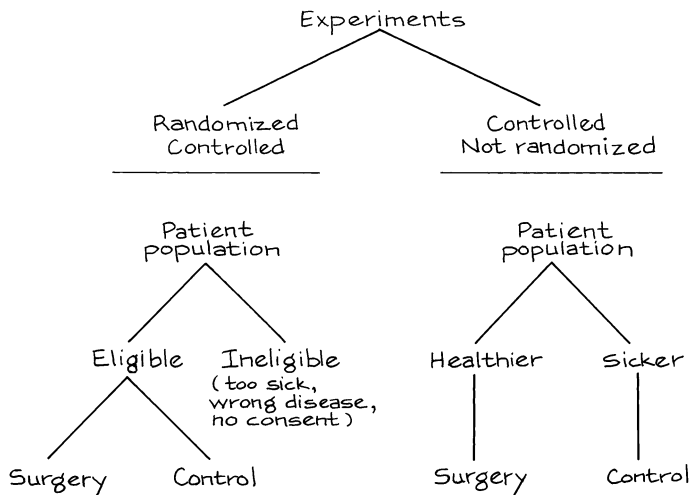 Experiments
Randomized
Controlled
Controlled
Not randomized
Patient
population
Patient
population
Eligible
Ineligible
(too sick,
wrong disease,
no consent)
Healthier
Sicker
Surgery
Control
Surgery
Control